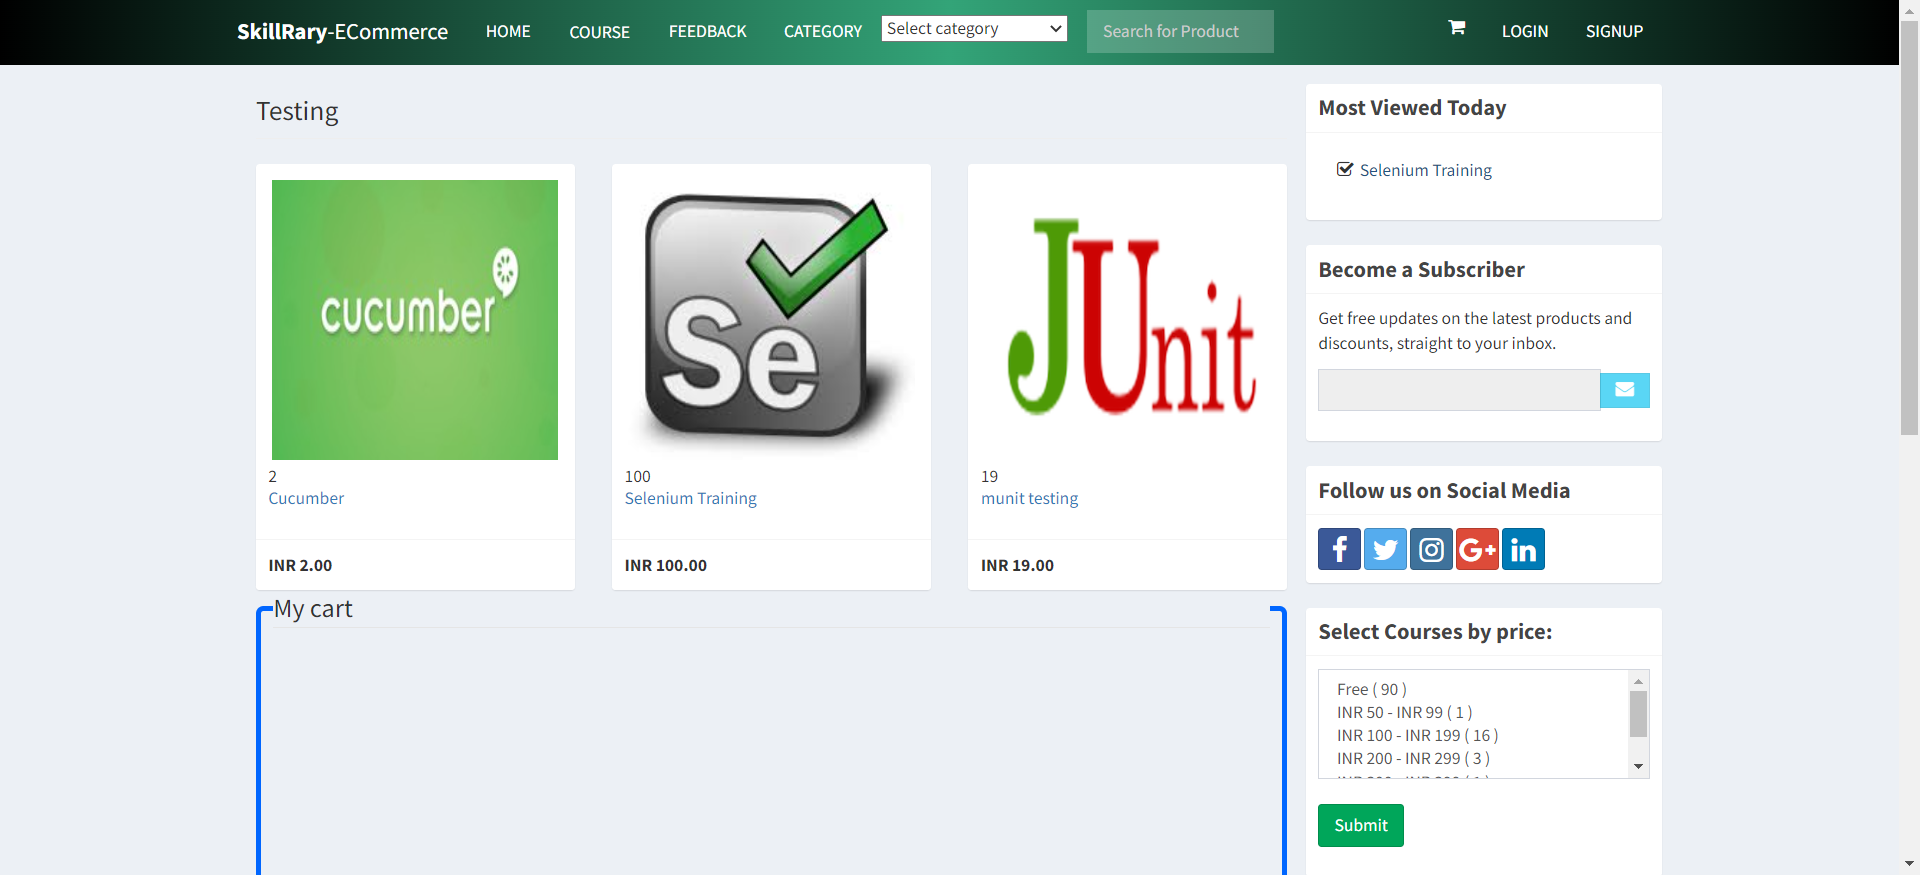 SkillRary-ECommerce HOME COURSE FEEDBACK CATEGORY Select category Search for Product LOGIN SIGNUP
Testing
cucumber
2
Cucumber
INR 2.00
Se
100
Selenium Training
INR 100.00
JUnit
19
munit testing
INR 19.00
My cart
Most Viewed Today
Selenium Training
Become a Subscriber
Get free updates on the latest products and
discounts, straight to your inbox.
Follow us on Social Media
f G+ in
Select Courses by price:
Free ( 90 )
INR 50 - INR 99 ( 1 )
INR 100 - INR 199 ( 16 )
INR 200 - INR 299 ( 3 )
Submit